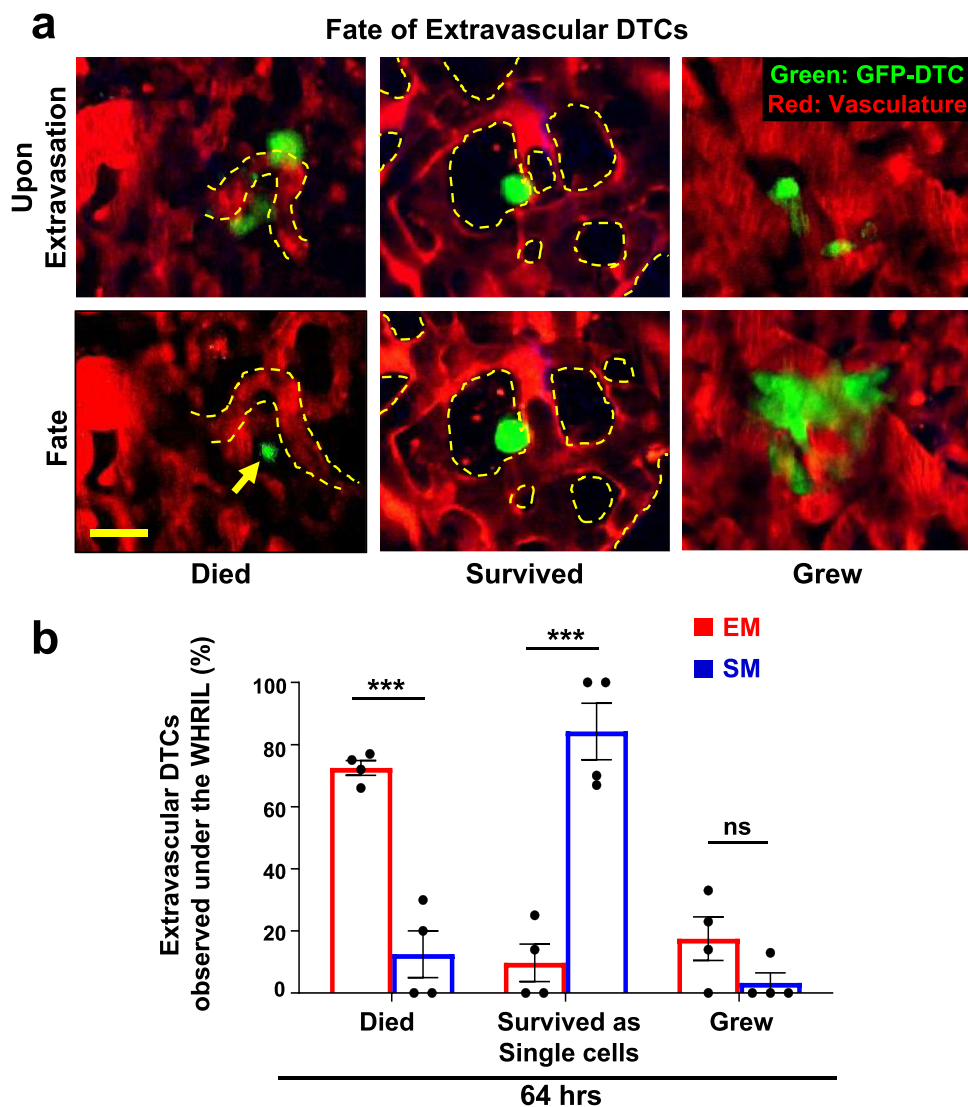 a
Fate of Extravascular DTCs
Upon
Extravasation
Green: GFP-DTC
Red: Vasculature
Fate
Died
Survived
Grew
b
EM
SM
Extravascular DTCs
observed under the WHRIL (%)
100
80
60
40
20
0
***
***
ns
Died
Survived as
Single cells
Grew
64 hrs